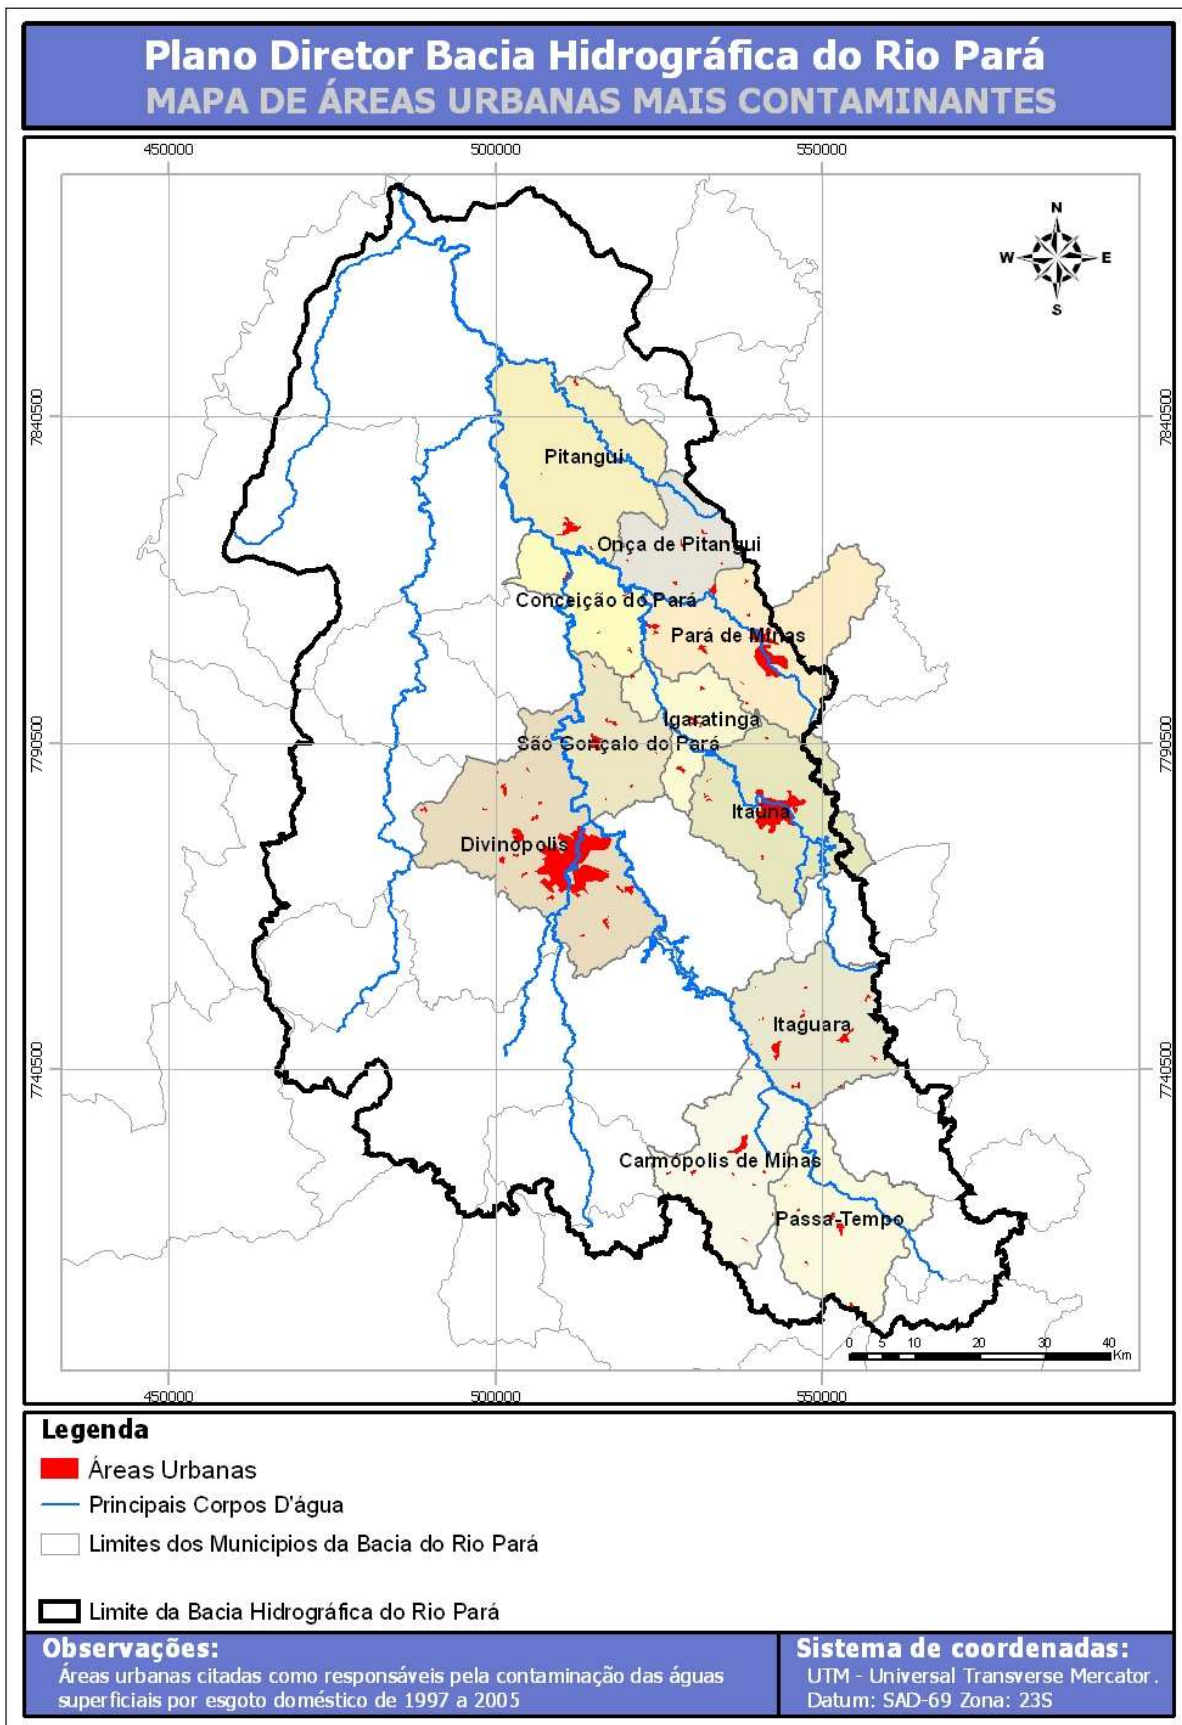 Plano Diretor Bacia Hidrográfica do Rio Pará
MAPA DE ÁREAS URBANAS MAIS CONTAMINANTES
450000 500000 550000
N
W E
S
7840500 7840500
Pitangui
Onça de Pitangui
Conceição do Pará
Pará de Minas
Igaratinga
São Gonçalo do Pará
7790500 7790500
Itaúna
Divinópolis
Itaguara
7740500 7740500
Carmópolis de Minas
Passa-Tempo
0 5 10 20 30 40
Km
450000 500000 550000
Legenda
Áreas Urbanas
Principais Corpos D'água
Limites dos Municipios da Bacia do Rio Pará
Limite da Bacia Hidrográfica do Rio Pará
Observações:
Áreas urbanas citadas como responsáveis pela contaminação das águas
superficiais por esgoto doméstico de 1997 a 2005
Sistema de coordenadas:
UTM - Universal Transverse Mercator.
Datum: SAD-69 Zona: 23S